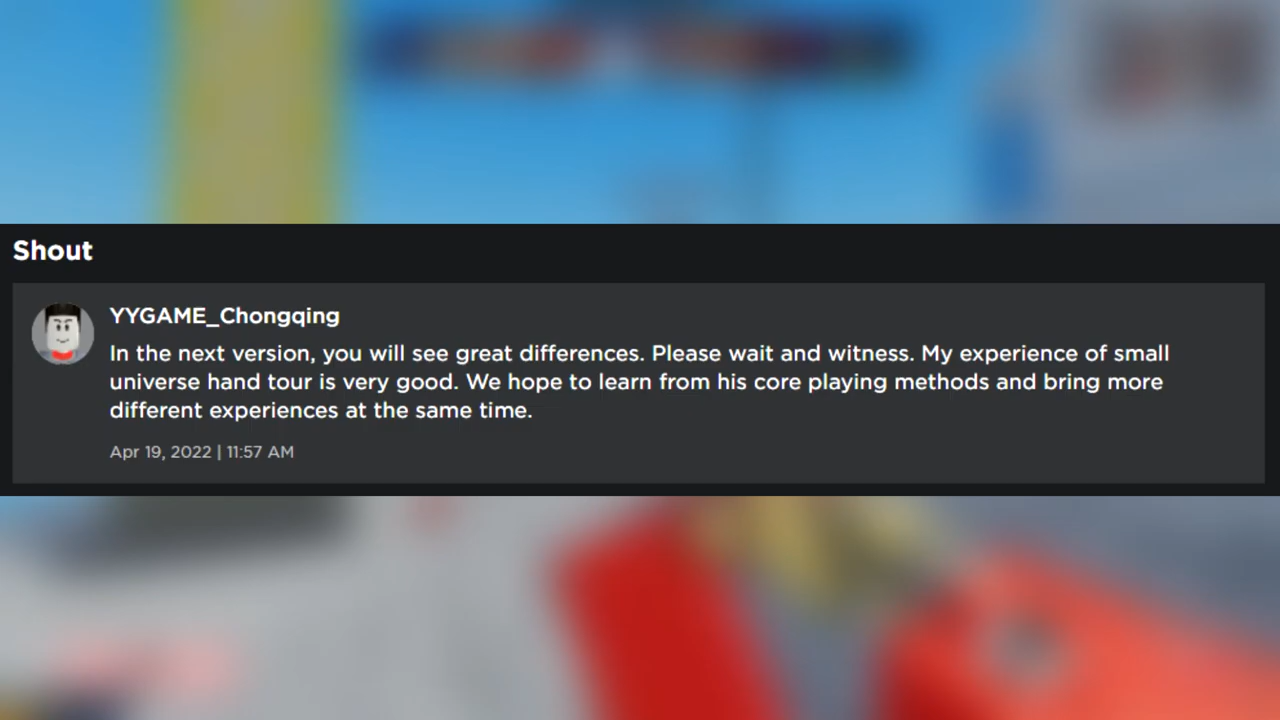 Shout
YYGAME_Chongqing
In the next version, you will see great differences. Please wait and witness. My experience of small
universe hand tour is very good. We hope to learn from his core playing methods and bring more
different experiences at the same time.
Apr 19, 2022 | 11:57 AM